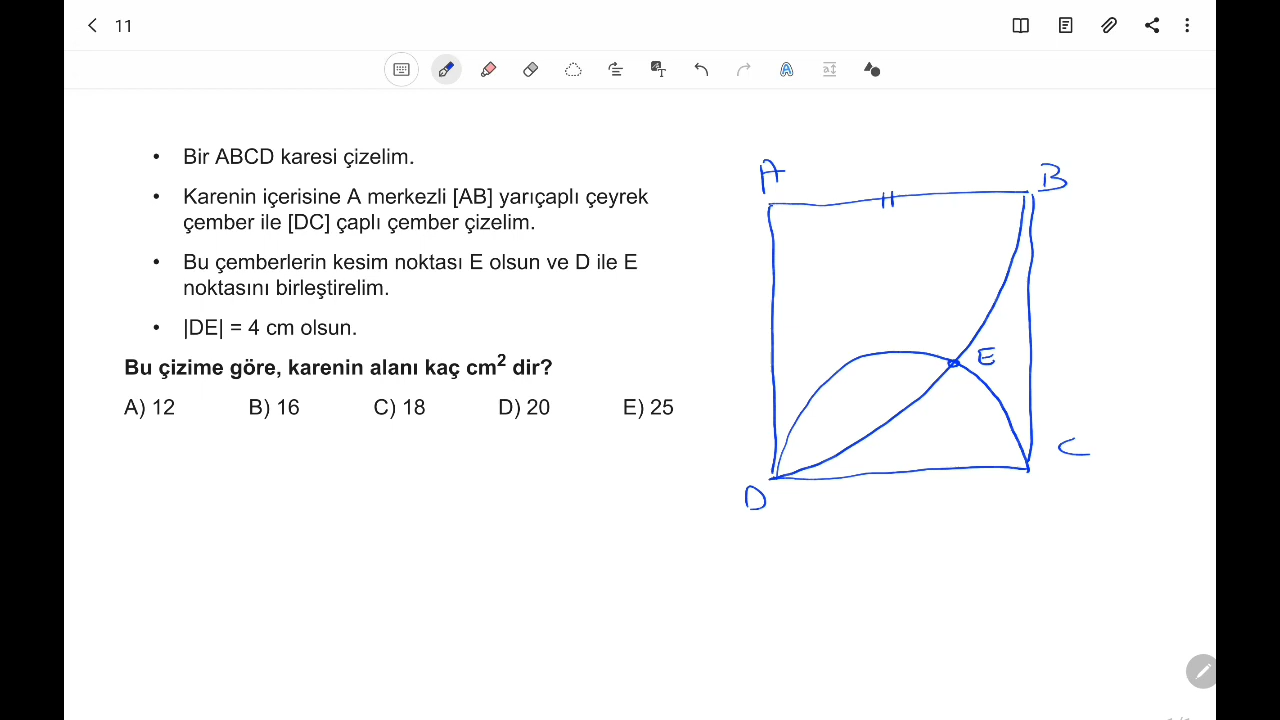 11
• Bir ABCD karesi çizelim.
• Karenin içerisine A merkezli [AB] yarıçaplı çeyrek
çember ile [DC] çaplı çember çizelim.
• Bu çemberlerin kesim noktası E olsun ve D ile E
noktasını birleştirelim.
• |DE| = 4 cm olsun.
Bu çizime göre, karenin alanı kaç cm² dir?
A) 12 B) 16 C) 18 D) 20 E) 25
A B
E
C
D